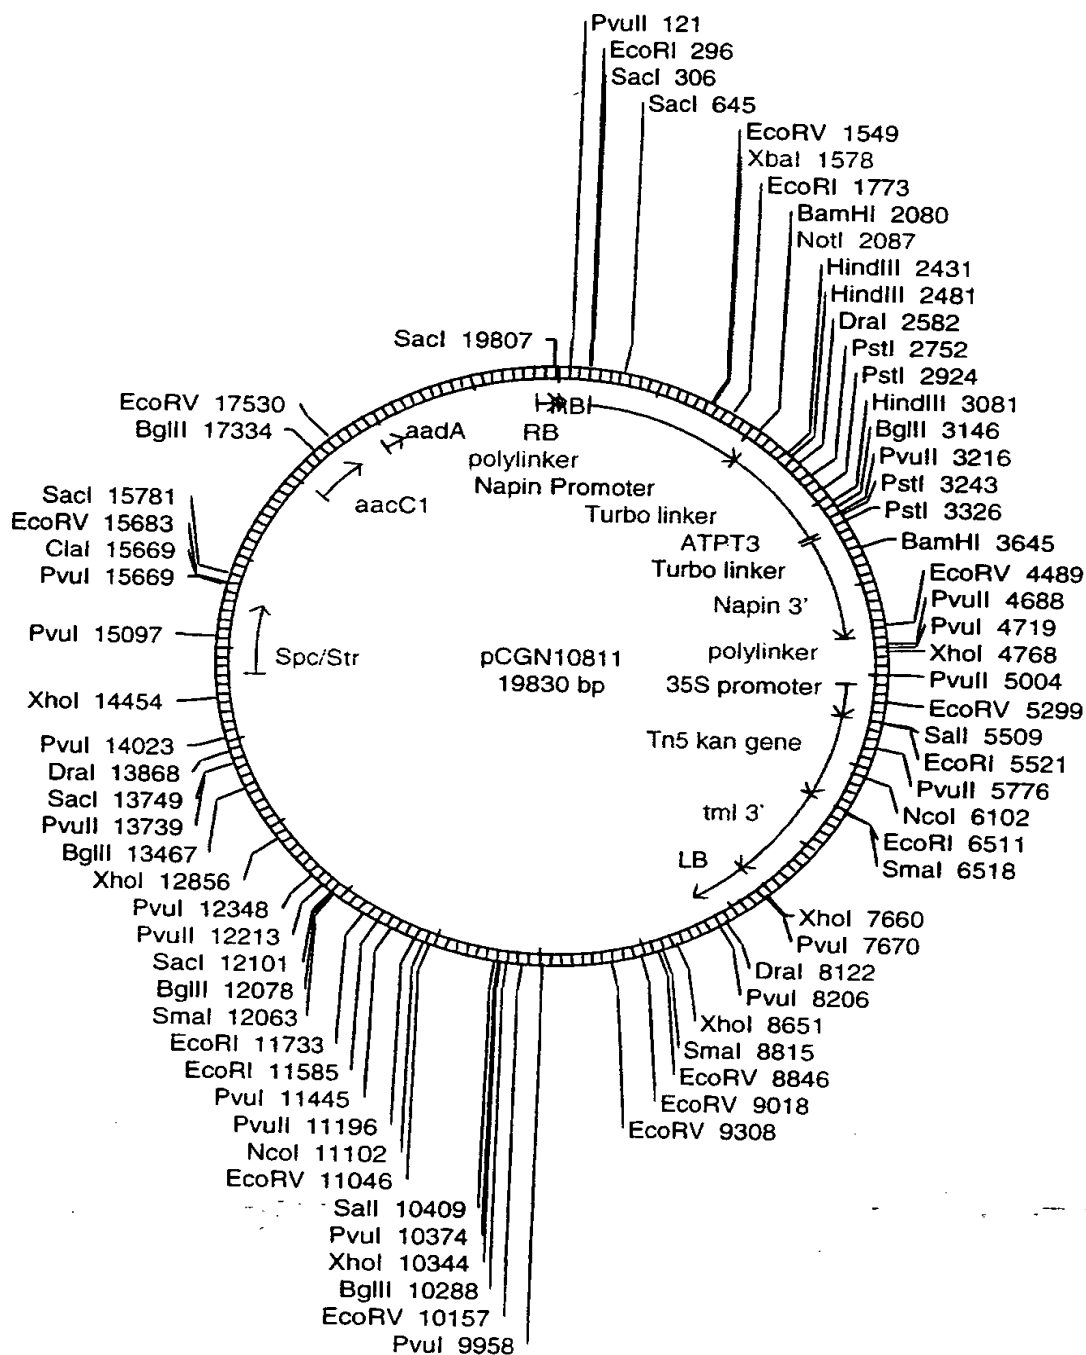 PvuII 121
EcoRI 296
SacI 306
SacI 645
EcoRV 1549
XbaI 1578
EcoRI 1773
BamHI 2080
NotI 2087
HindIII 2431
HindIII 2481
DraI 2582
PstI 2752
PstI 2924
HindIII 3081
BglII 3146
PvuII 3216
PstI 3243
PstI 3326
BamHI 3645
EcoRV 4489
PvuII 4688
PvuI 4719
XhoI 4768
PvuII 5004
EcoRV 5299
SalI 5509
EcoRI 5521
PvuII 5776
NcoI 6102
EcoRI 6511
SmaI 6518
XhoI 7660
PvuI 7670
DraI 8122
PvuI 8206
XhoI 8651
SmaI 8815
EcoRV 8846
EcoRV 9018
EcoRV 9308
SacI 19807
EcoRV 17530
BglII 17334
SacI 15781
EcoRV 15683
ClaI 15669
PvuI 15669
PvuI 15097
XhoI 14454
PvuI 14023
DraI 13868
SacI 13749
PvuII 13739
BglII 13467
XhoI 12856
PvuI 12348
PvuII 12213
SacI 12101
BglII 12078
SmaI 12063
EcoRI 11733
EcoRI 11585
PvuI 11445
PvuII 11196
NcoI 11102
EcoRV 11046
SalI 10409
PvuI 10374
XhoI 10344
BglII 10288
EcoRV 10157
PvuI 9958
aadA
aacC1
Spc/Str
RB
polylinker
Napin Promoter
Turbo linker
ATPT3
Turbo linker
Napin 3'
polylinker
35S promoter
Tn5 kan gene
tml 3'
LB
pCGN10811
19830 bp